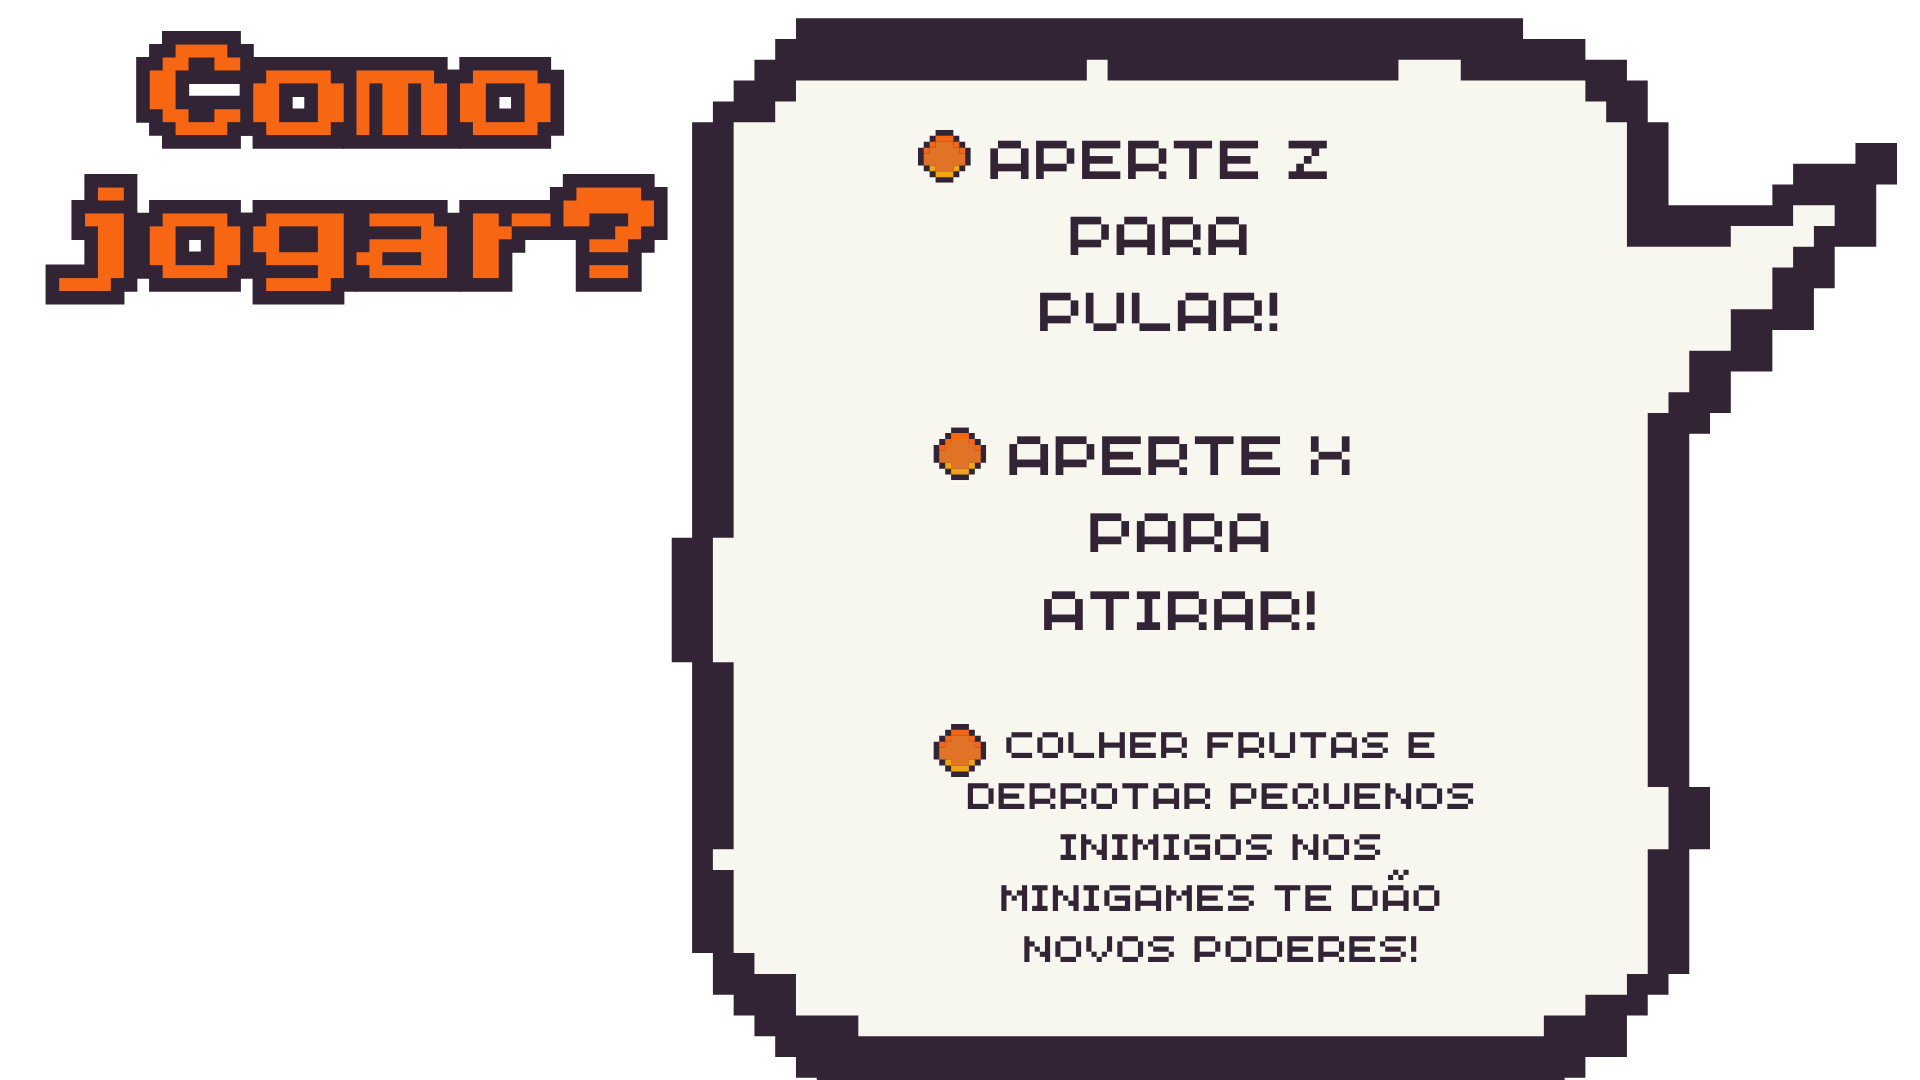 Como
jogar?
APERTE Z
PARA
PULAR!
APERTE X
PARA
ATIRAR!
COLHER FRUTAS E
DERROTAR PEQUENOS
INIMIGOS NOS
MINIGAMES TE DÃO
NOVOS PODERES!